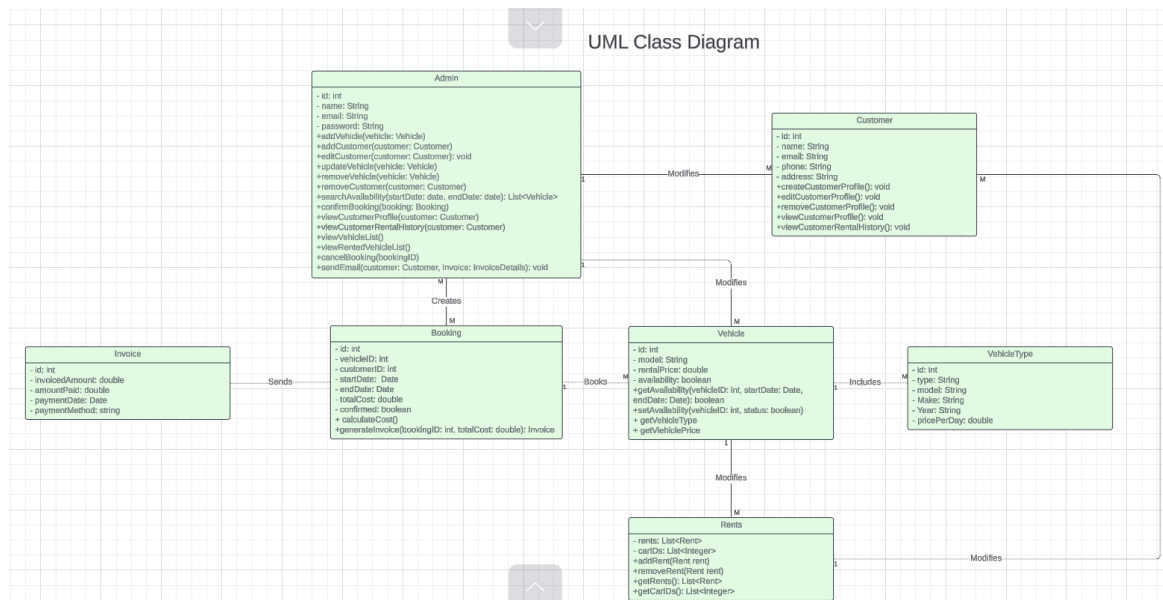 UML Class Diagram
Admin
- id: int
- name: String
- email: String
- password: String
+addVehicle(vehicle: Vehicle)
+addCustomer(customer: Customer)
+editCustomer(customer: Customer): void
+updateVehicle(vehicle: Vehicle)
+removeVehicle(vehicle: Vehicle)
+removeCustomer(customer: Customer)
+searchAvailability(startDate: date, endDate: date): List<Vehicle>
+confirmBooking(booking: Booking)
+viewCustomerProfile(customer: Customer)
+viewCustomerRentalHistory(customer: Customer)
+viewVehicleList()
+viewRentedVehicleList()
+cancelBooking(bookingID)
+sendEmail(customer: Customer, invoice: InvoiceDetails): void
1
Modifies
M
Customer
- id: int
- name: String
- email: String
- phone: String
- address: String
+createCustomerProfile(): void
+editCustomerProfile(): void
+removeCustomerProfile(): void
+viewCustomerProfile(): void
+viewCustomerRentalHistory(): void
M
1
Modifies
M
M
Creates
M
Invoice
- id; int
- invoicedAmount: double
- amountPaid: double
- paymentDate: Date
- paymentMethod: string
Sends
Booking
- id: int
- vehicleID: int
- customerID: int
- startDate: Date
- endDate: Date
- totalCost: double
- confirmed: boolean
+ calculateCost()
+generateInvoice(bookingID: int, totalCost: double): Invoice
1
Books
M
Vehicle
- id: int
- model: String
- rentalPrice: double
- availability: boolean
+getAvailability(vehicleID: int, startDate: Date,
endDate: Date): boolean
+setAvailability(vehicleID: int, status: boolean)
+ getVehicleType
+ getViehiclePrice
1
Includes
M
VehicleType
- id: int
- type: String
- model: String
- Make: String
- Year: String
- pricePerDay: double
1
Modifies
M
Rents
- rents: List<Rent>
- carIDs: List<Integer>
+addRent(Rent rent)
+removeRent(Rent rent)
+getRents(): List<Rent>
+getCarIDs(): List<Integer>
1
Modifies